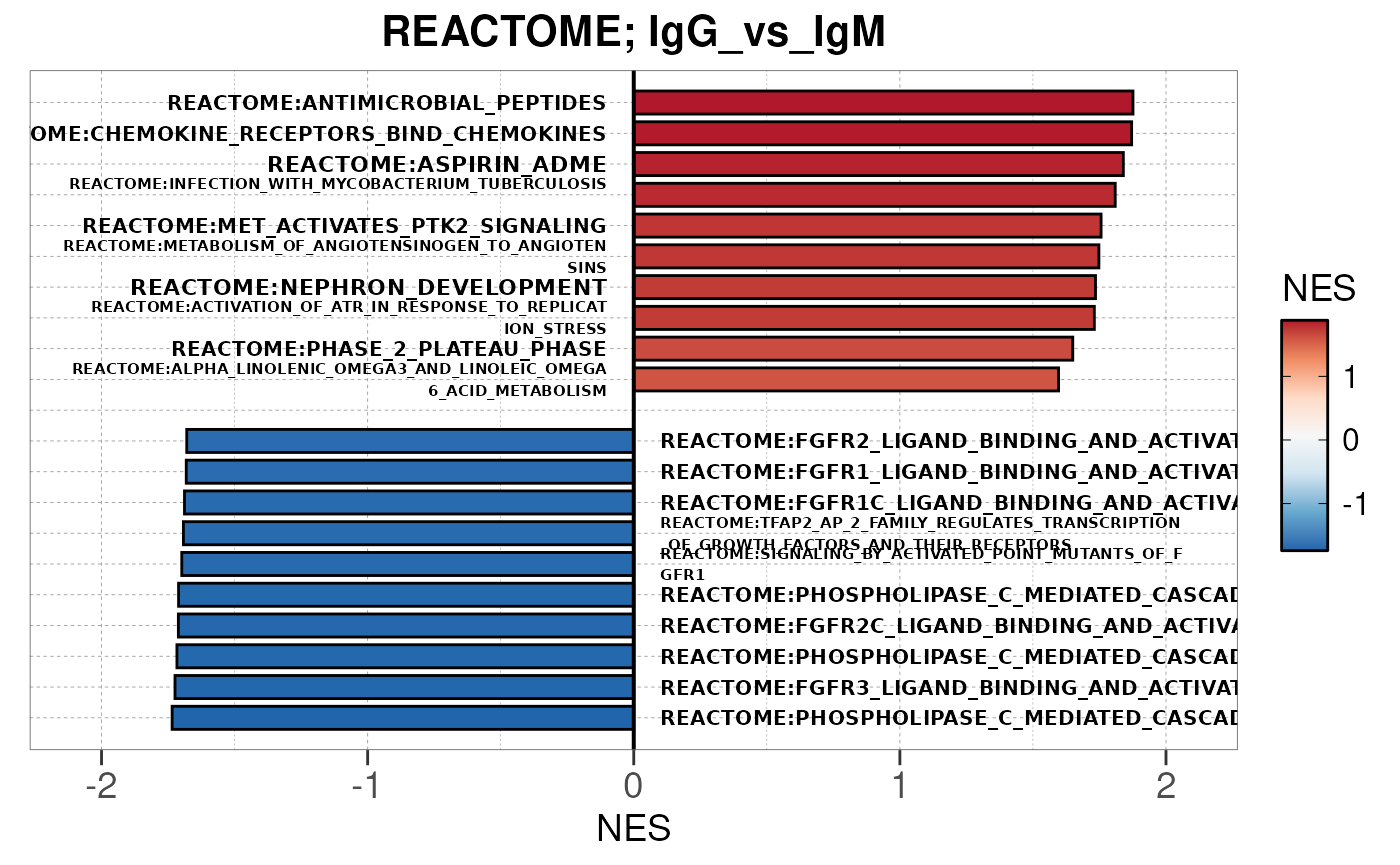 REACTOME; IgG_vs_IgM
REACTOME:ANTIMICROBIAL_PEPTIDES
OME:CHEMOKINE_RECEPTORS_BIND_CHEMOKINES
REACTOME:ASPIRIN_ADME
REACTOME:INFECTION_WITH_MYCOBACTERIUM_TUBERCULOSIS
REACTOME:MET_ACTIVATES_PTK2_SIGNALING
REACTOME:METABOLISM_OF_ANGIOTENSINOGEN_TO_ANGIOTEN
SINS
REACTOME:NEPHRON_DEVELOPMENT
REACTOME:ACTIVATION_OF_ATR_IN_RESPONSE_TO_REPLICAT
ION_STRESS
REACTOME:PHASE_2_PLATEAU_PHASE
REACTOME:ALPHA_LINOLENIC_OMEGA3_AND_LINOLEIC_OMEGA
6_ACID_METABOLISM
REACTOME:FGFR2_LIGAND_BINDING_AND_ACTIVAT
REACTOME:FGFR1_LIGAND_BINDING_AND_ACTIVAT
REACTOME:FGFR1C_LIGAND_BINDING_AND_ACTIVA
REACTOME:TFAP2_AP_2_FAMILY_REGULATES_TRANSCRIPTION
_OF_GROWTH_FACTORS_AND_THEIR_RECEPTORS
REACTOME:SIGNALING_BY_ACTIVATED_POINT_MUTANTS_OF_F
GFR1
REACTOME:PHOSPHOLIPASE_C_MEDIATED_CASCAD
REACTOME:FGFR2C_LIGAND_BINDING_AND_ACTIVA
REACTOME:PHOSPHOLIPASE_C_MEDIATED_CASCAD
REACTOME:FGFR3_LIGAND_BINDING_AND_ACTIVAT
REACTOME:PHOSPHOLIPASE_C_MEDIATED_CASCAD
-2
-1
0
1
2
NES
NES
1
0
-1